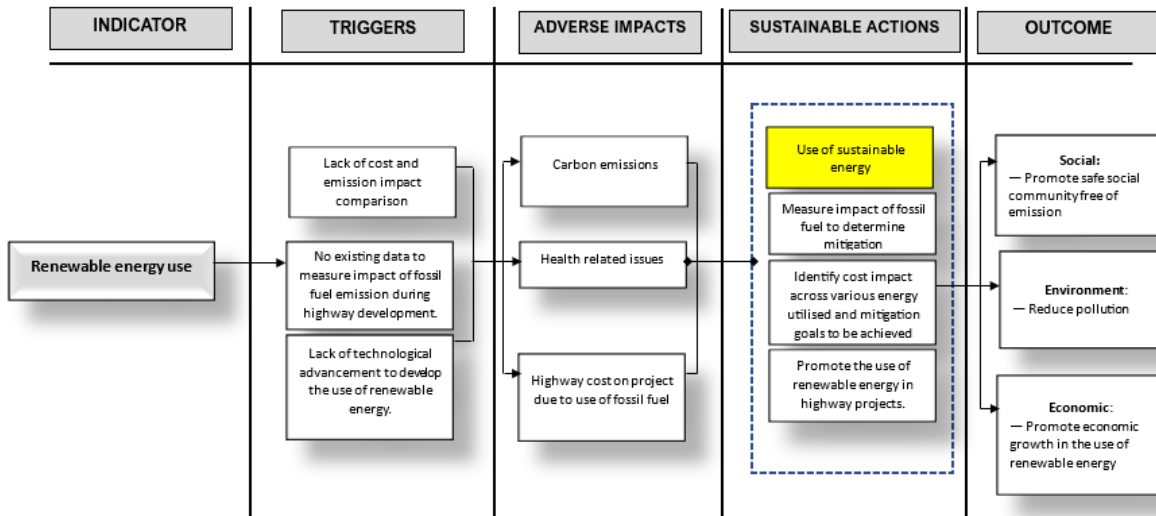 INDICATOR
TRIGGERS
ADVERSE IMPACTS
SUSTAINABLE ACTIONS
OUTCOME
Renewable energy use
Lack of cost and
emission impact
comparison
No existing data to
measure impact of fossil
fuel emission during
highway development.
Lack of technological
advancement to develop
the use of renewable
energy.
Carbon emissions
Health related issues
Highway cost on project
due to use of fossil fuel
Use of sustainable
energy
Measure impact of fossil
fuel to determine
mitigation
Identify cost impact
across various energy
utilised and mitigation
goals to be achieved
Promote the use of
renewable energy in
highway projects.
Social:
— Promote safe social
community free of
emission
Environment:
— Reduce pollution
Economic:
— Promote economic
growth in the use of
renewable energy